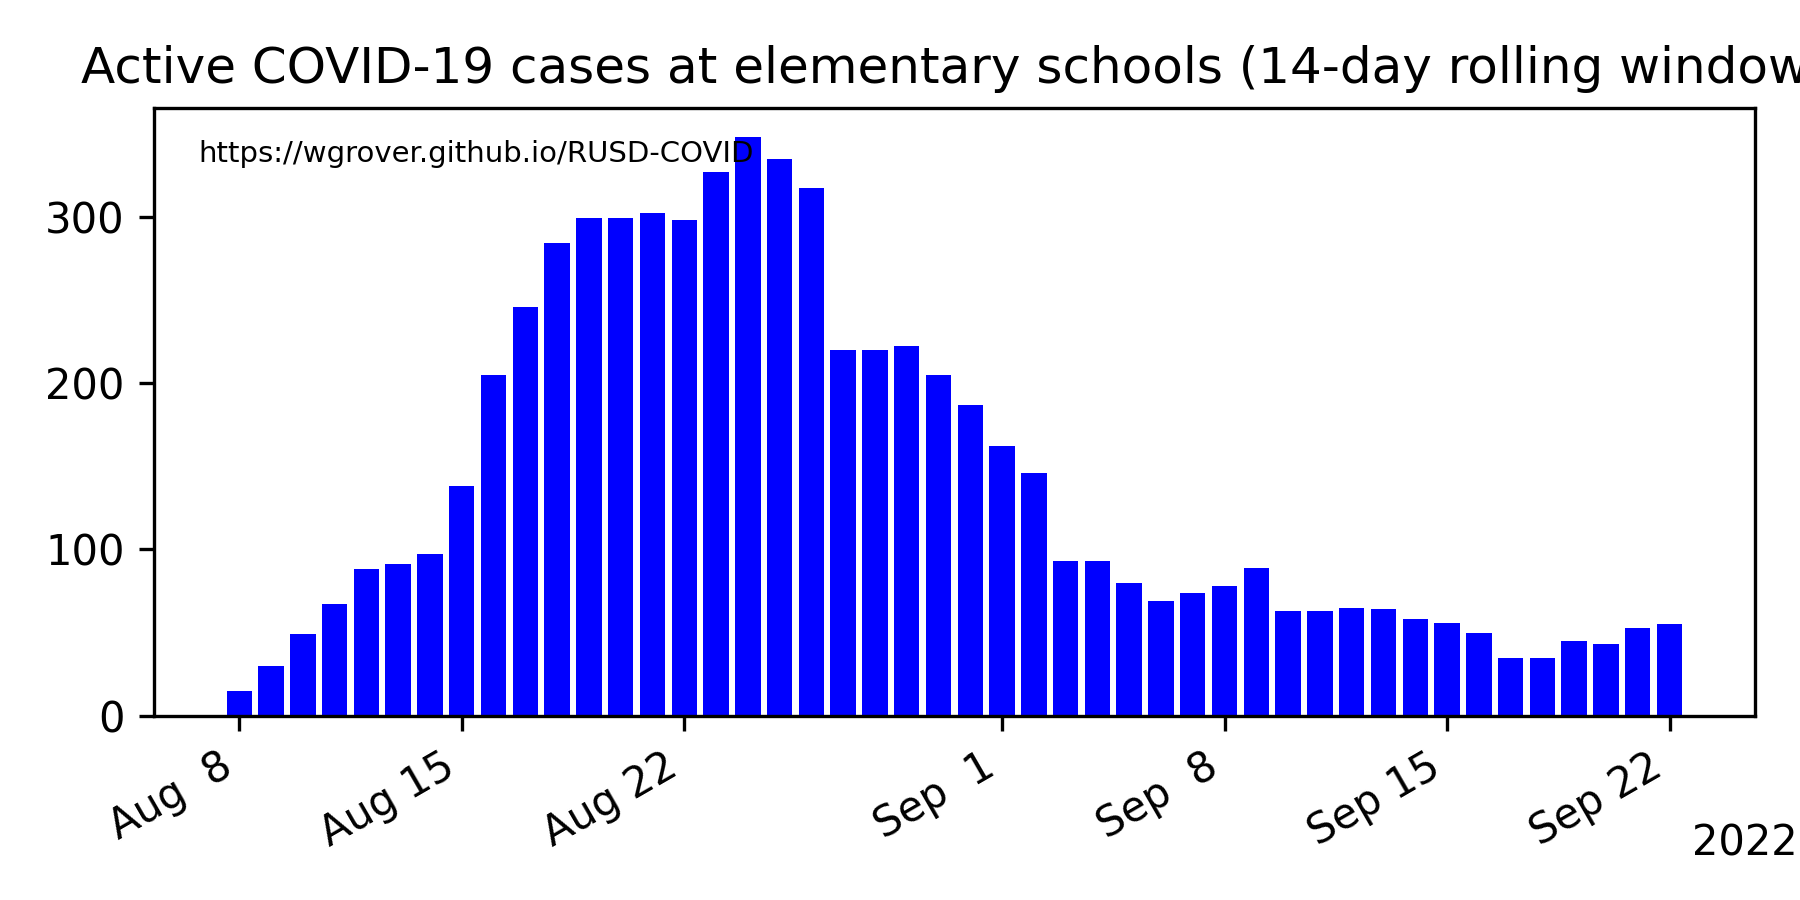 Active COVID-19 cases at elementary schools (14-day rolling window
https://wgrover.github.io/RUSD-COVID
300
200
100
0
Aug 8
Aug 15
Aug 22
Sep 1
Sep 8
Sep 15
Sep 22
2022